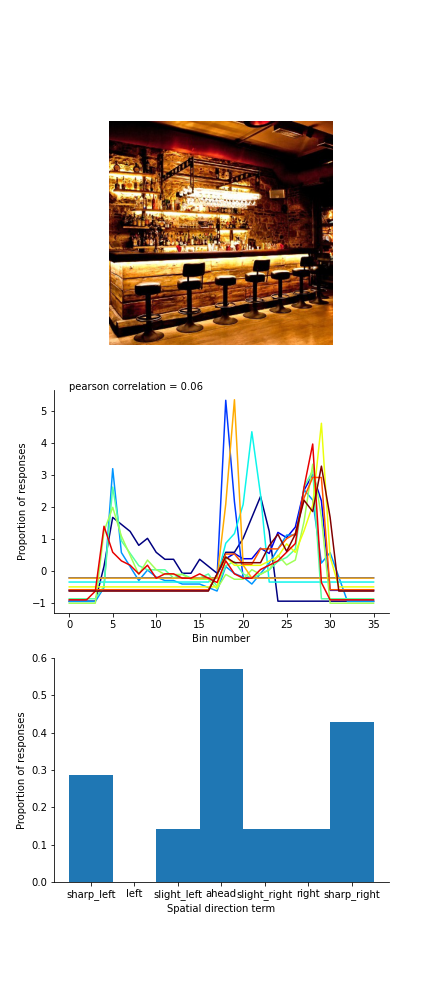 pearson correlation = 0.06
5
4
3
2
1
0
−1
Proportion of responses
0 5 10 15 20 25 30 35
Bin number
0.6
0.5
0.4
0.3
0.2
0.1
0.0
Proportion of responses
sharp_left left slight_left ahead slight_right right sharp_right
Spatial direction term